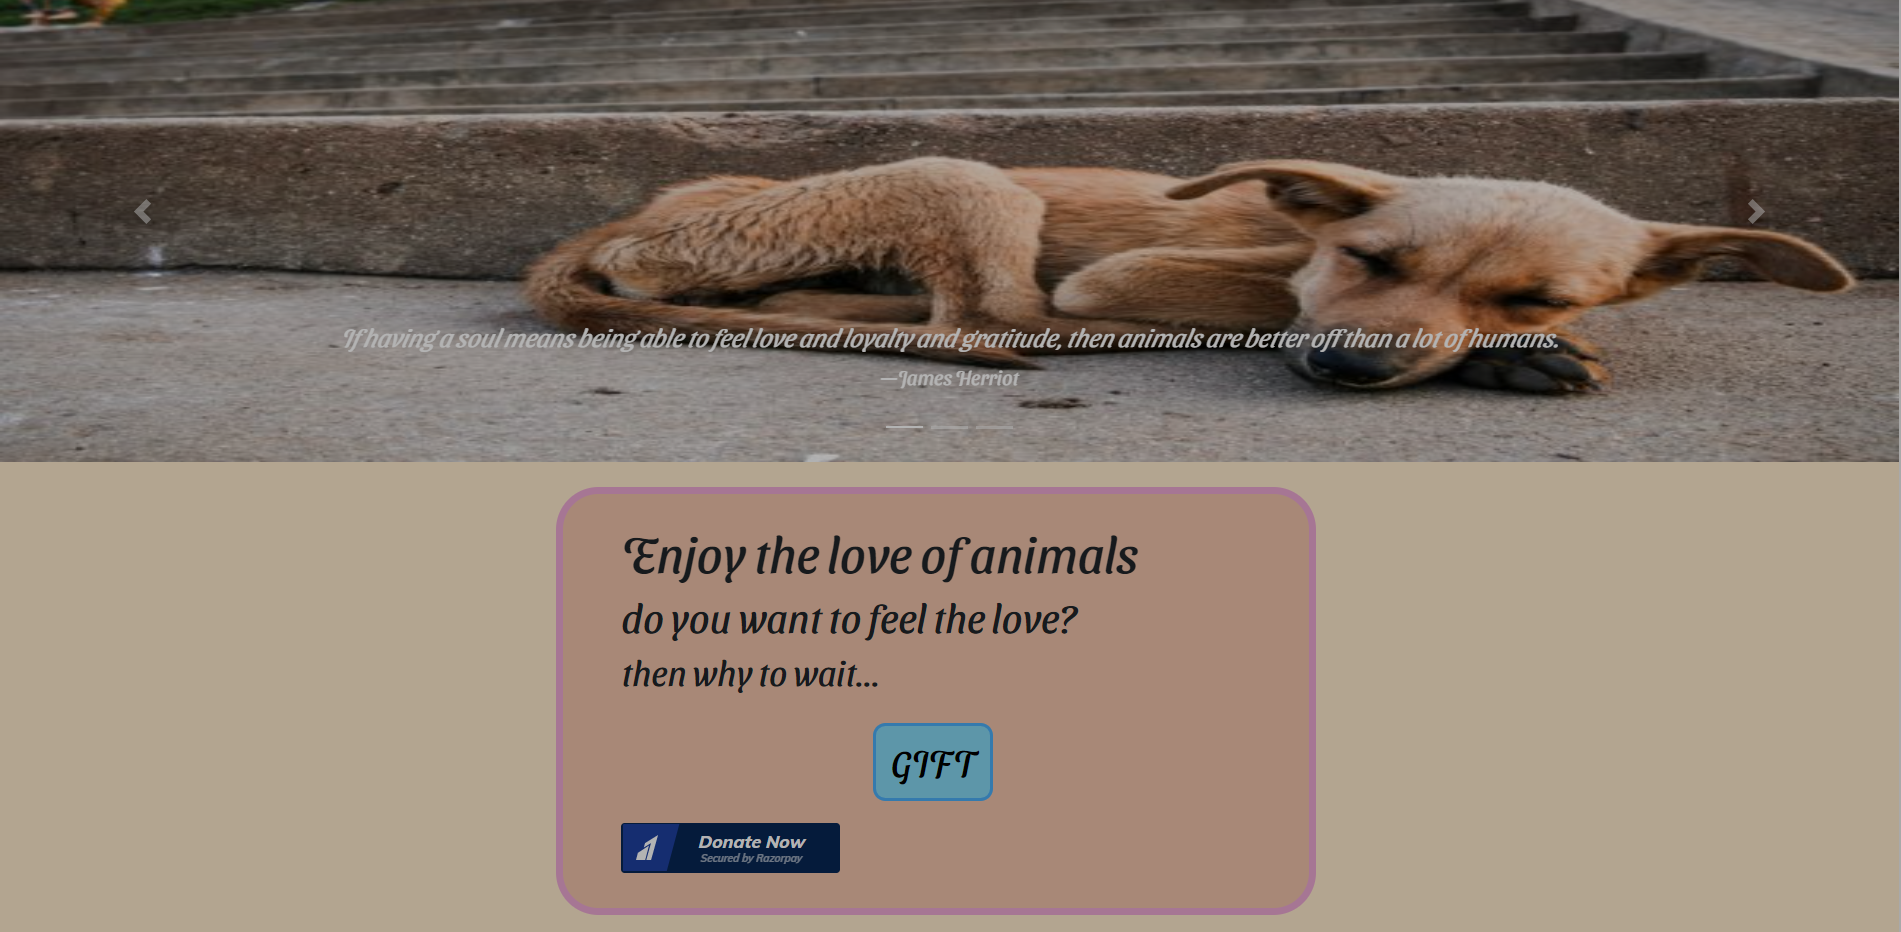 If having a soul means being able to feel love and loyalty and gratitude, then animals are better off than a lot of humans.
—James Herriot
Enjoy the love of animals
do you want to feel the love?
then why to wait...
GIFT
Donate Now
Secured by Razorpay